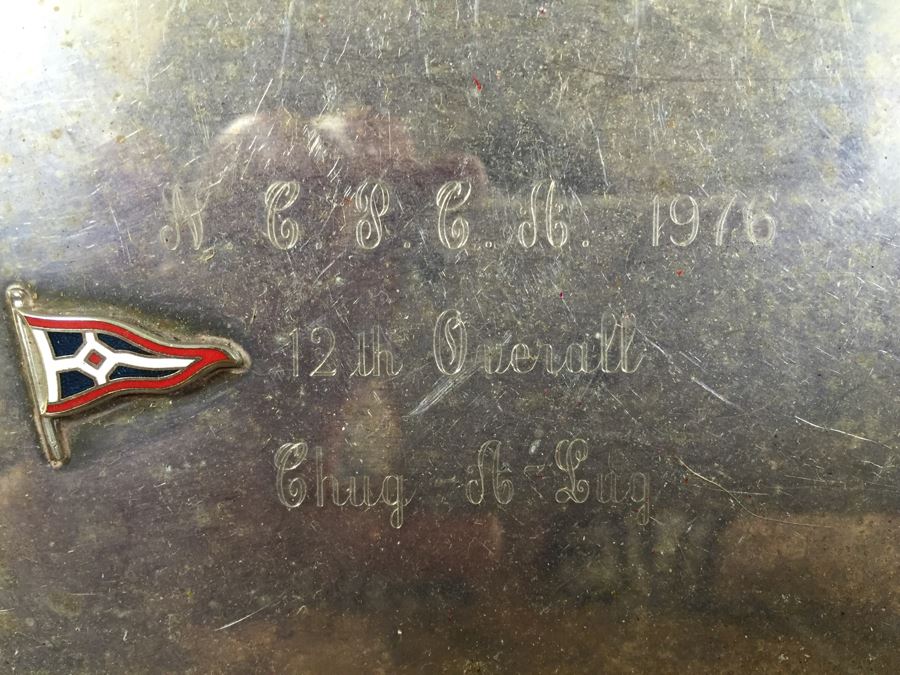 N. C. P. C. A. 1976
12th Overall
Chug-A-Lug